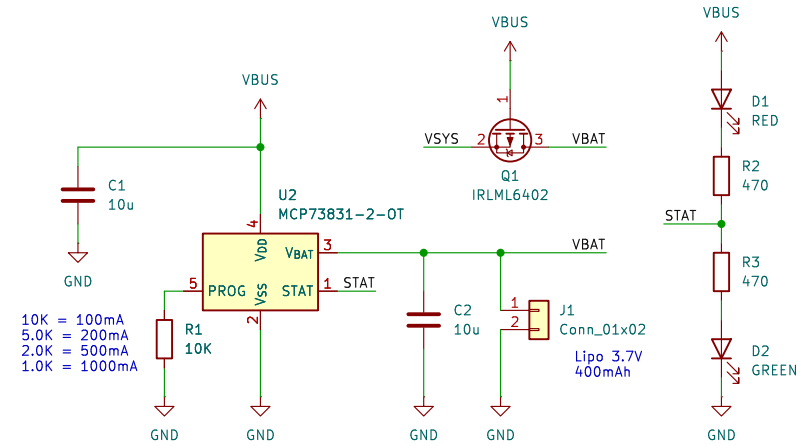 VBUS
VBUS
VBUS
1
D1
RED
VSYS
2
3
VBAT
Q1
IRLML6402
C1
10u
U2
MCP73831-2-OT
R2
470
STAT
4
VDD
VBAT
3
VBAT
GND
5
PROG
VSS
STAT
1
STAT
R3
470
2
10K = 100mA
5.0K = 200mA
2.0K = 500mA
1.0K = 1000mA
R1
10K
C2
10u
1
2
J1
Conn_01x02
Lipo 3.7V
400mAh
D2
GREEN
GND
GND
GND
GND
GND